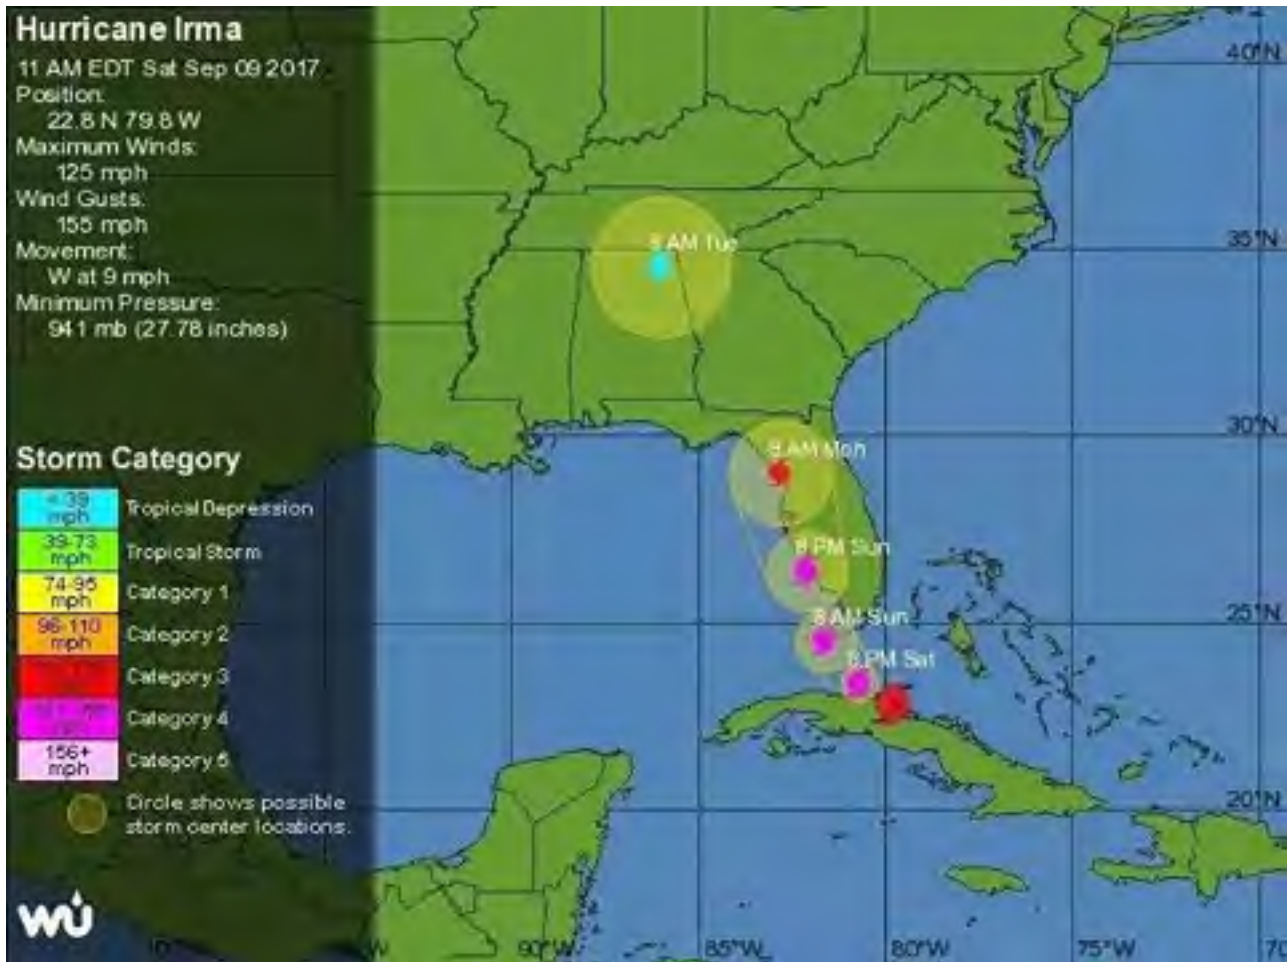 Hurricane Irma
11 AM EDT Sat Sep 09 2017
Position:
22.8 N 79.8 W
Maximum Winds:
125 mph
Wind Gusts:
155 mph
Movement:
W at 9 mph
Minimum Pressure:
941 mb (27.78 inches)
Storm Category
< 39
mph
Tropical Depression
39-73
mph
Tropical Storm
74-95
mph
Category 1
96-110
mph
Category 2
Category 3
Category 4
156+
mph
Category 5
Circle shows possible
storm center locations.
wu
40°N
35°N
30°N
25°N
20°N
90°W
85°W
80°W
75°W
AM Tue
AM Mon
PM Sun
8 AM Sun
PM Sat